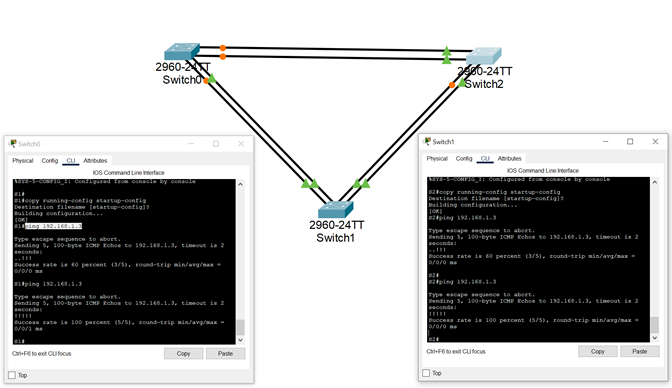 2960-24TT
Switch0
2960-24TT
Switch2
2960-24TT
Switch1
Switch0
Physical Config CLI Attributes
IOS Command Line Interface
%SYS-5-CONFIG_I: Configured from console by
console
S1#
S1#copy running-config startup-config
Destination filename [startup-config]?
Building configuration...
[OK]
S1#ping 192.168.1.3
Type escape sequence to abort.
Sending 5, 100-byte ICMP Echos to 192.168.1.3, timeout is 2
seconds:
..!!!
Success rate is 60 percent (3/5), round-trip min/avg/max =
0/0/0 ms
S1#ping 192.168.1.3
Type escape sequence to abort.
Sending 5, 100-byte ICMP Echos to 192.168.1.3, timeout is 2
seconds:
!!!!!
Success rate is 100 percent (5/5), round-trip min/avg/max =
0/0/1 ms
S1#
Ctrl+F6 to exit CLI focus
Copy Paste
Top
Switch1
Physical Config CLI Attributes
IOS Command Line Interface
%SYS-5-CONFIG_I: Configured from console by console
S2#copy running-config startup-config
Destination filename [startup-config]?
Building configuration...
[OK]
S2#ping 192.168.1.3
Type escape sequence to abort.
Sending 5, 100-byte ICMP Echos to 192.168.1.3, timeout is 2
seconds:
..!!!
Success rate is 60 percent (3/5), round-trip min/avg/max =
0/0/0 ms
S2#
S2#ping 192.168.1.3
Type escape sequence to abort.
Sending 5, 100-byte ICMP Echos to 192.168.1.3, timeout is 2
seconds:
!!!!!
Success rate is 100 percent (5/5), round-trip min/avg/max =
0/0/0 ms
S2#
Ctrl+F6 to exit CLI focus
Copy Paste
Top